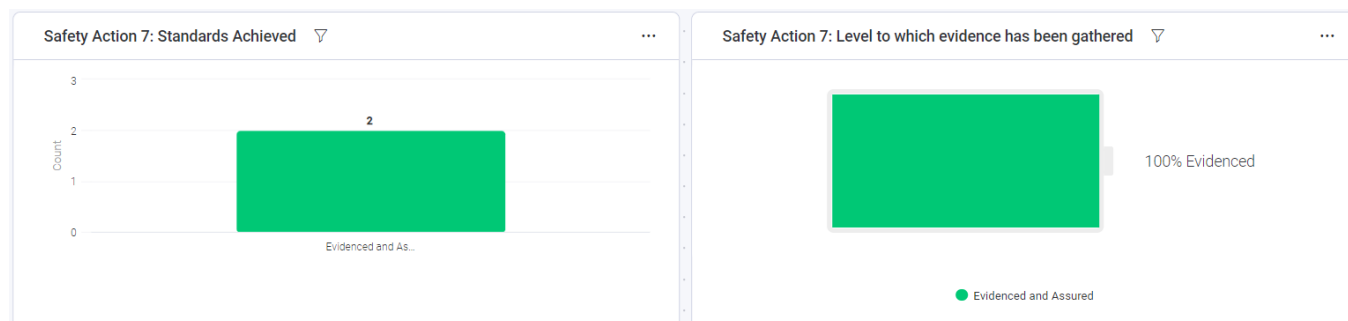 Safety Action 7: Standards Achieved
...
3
2
2
Count
1
0
Evidenced and As...
Safety Action 7: Level to which evidence has been gathered
...
100% Evidenced
Evidenced and Assured